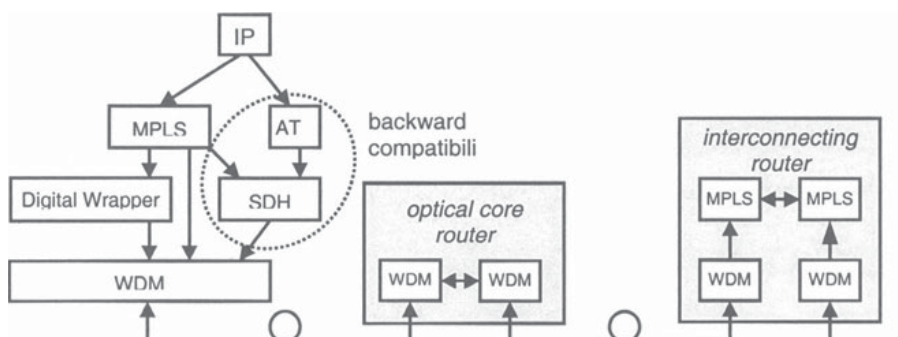 IP
MPLS
AT
backward
compatibili
Digital Wrapper
SDH
WDM
optical core
router
WDM
WDM
interconnecting
router
MPLS
MPLS
WDM
WDM